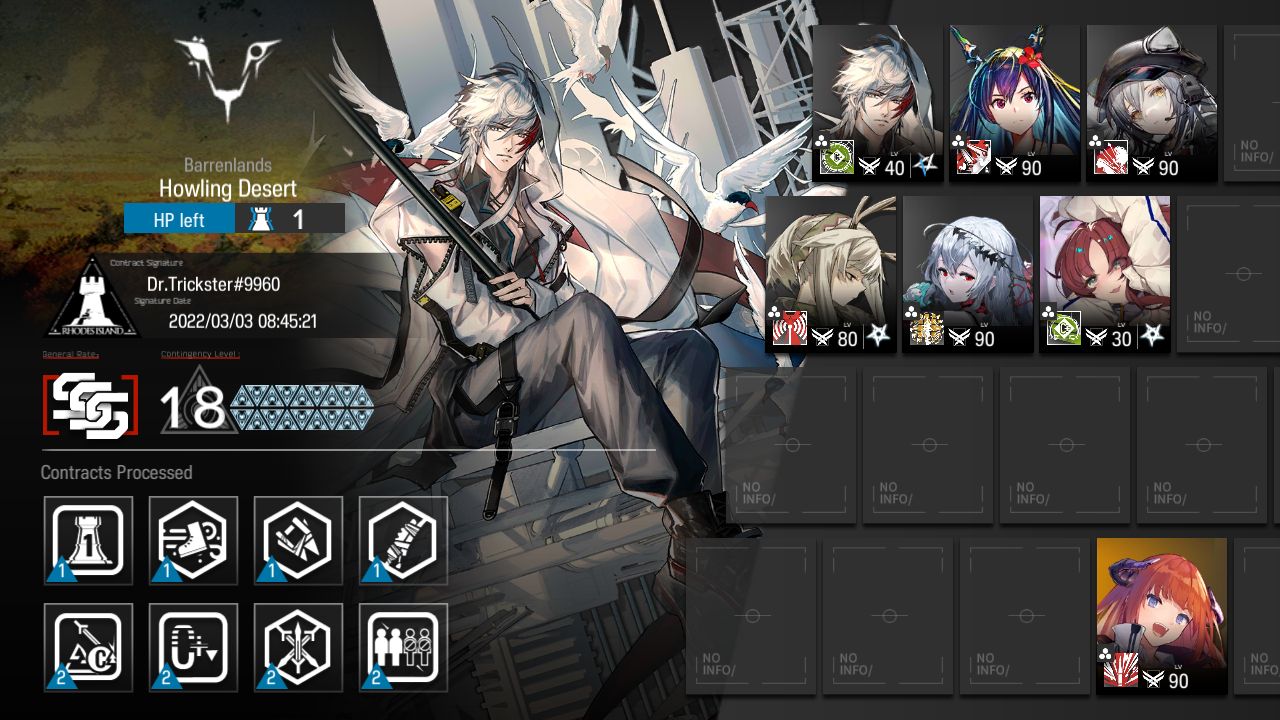 Barrenlands
Howling Desert
HP left 1
Contract Signature
Dr.Trickster#9960
Signature Date
2022/03/03 08:45:21
RHODES ISLAND
General Rate:
Contingency Level:
SSS
18
Contracts Processed
1
1
1
1
1
2
2
2
2
LV
40
LV
90
LV
90
NO
INFO/
LV
80
LV
90
LV
30
NO
INFO/
NO
INFO/
NO
INFO/
NO
INFO/
NO
INFO/
NO
INFO/
NO
INFO/
NO
INFO/
LV
90
NO
INFO